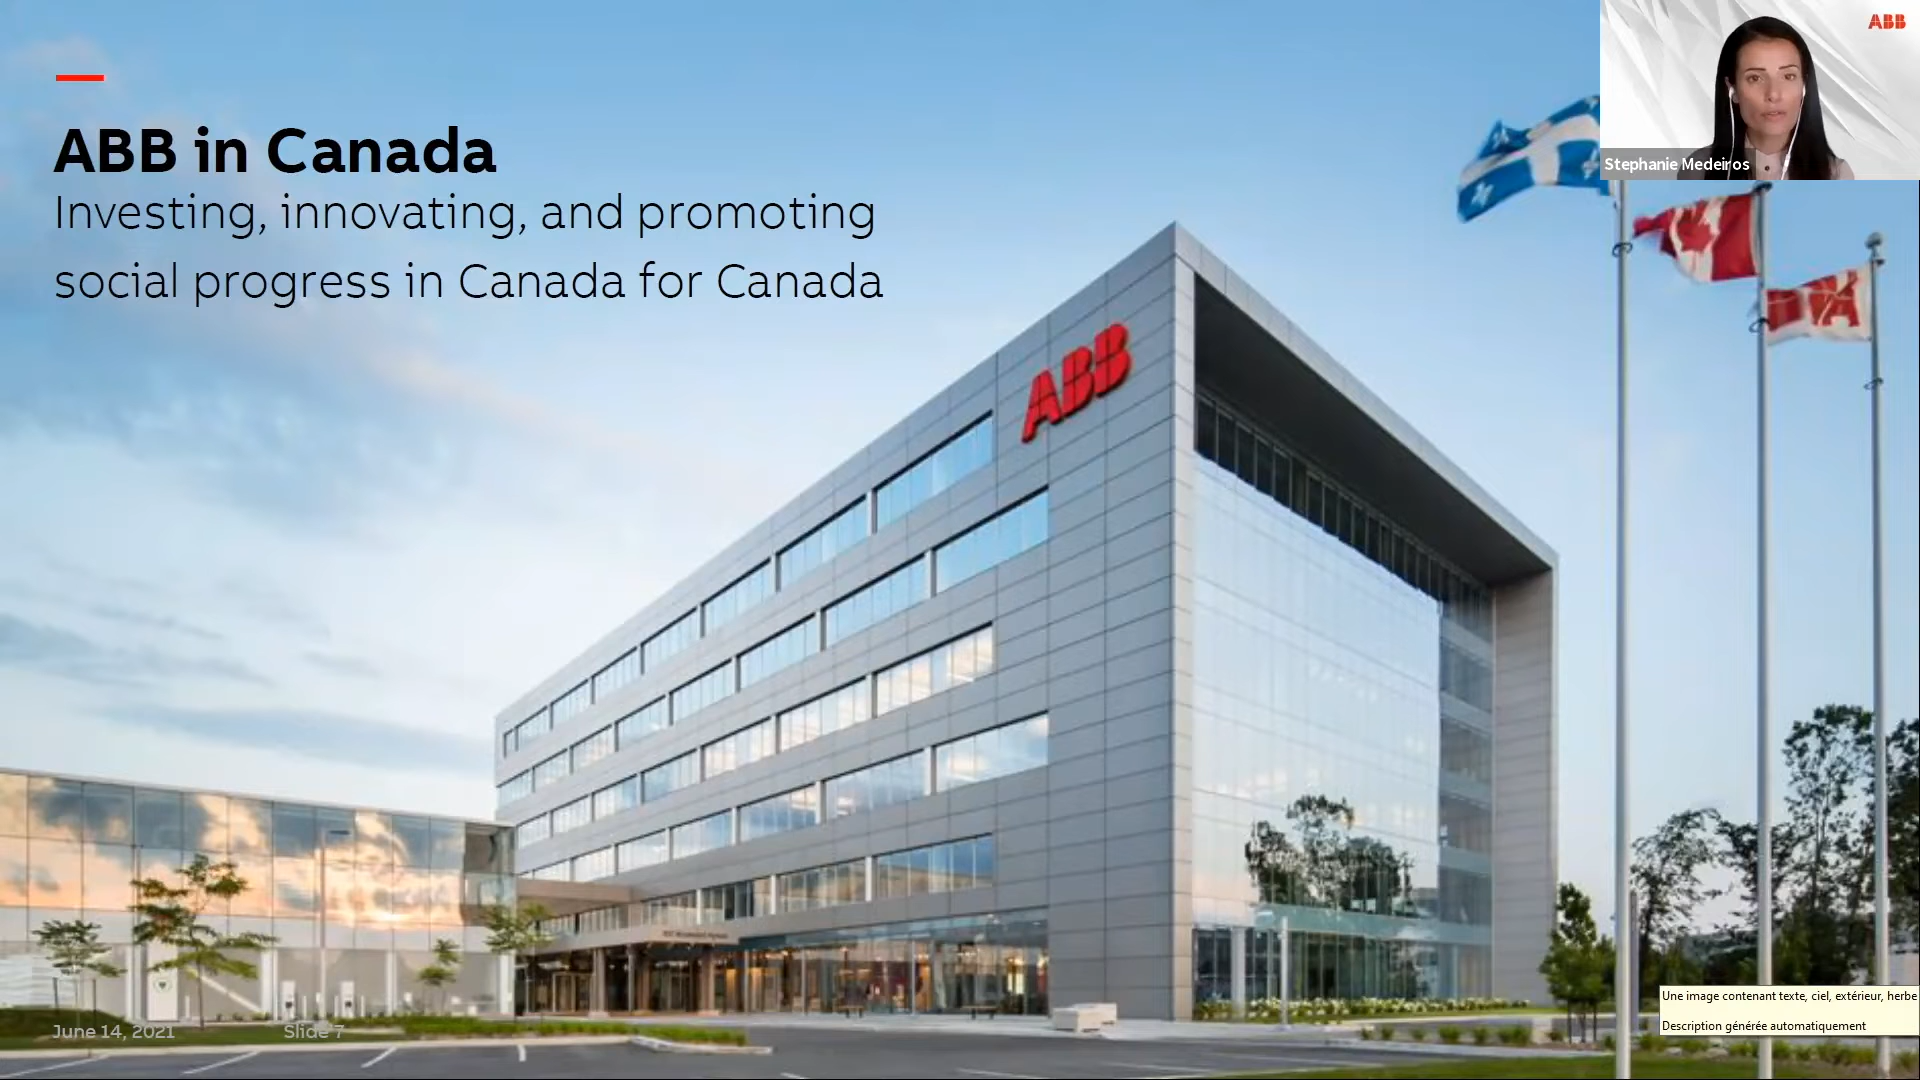 ABB
ABB in Canada
Investing, innovating, and promoting
social progress in Canada for Canada
Stephanie Medeiros
ABB
Une image contenant texte, ciel, extérieur, herbe
Description générée automatiquement
June 14, 2021
Slide 7